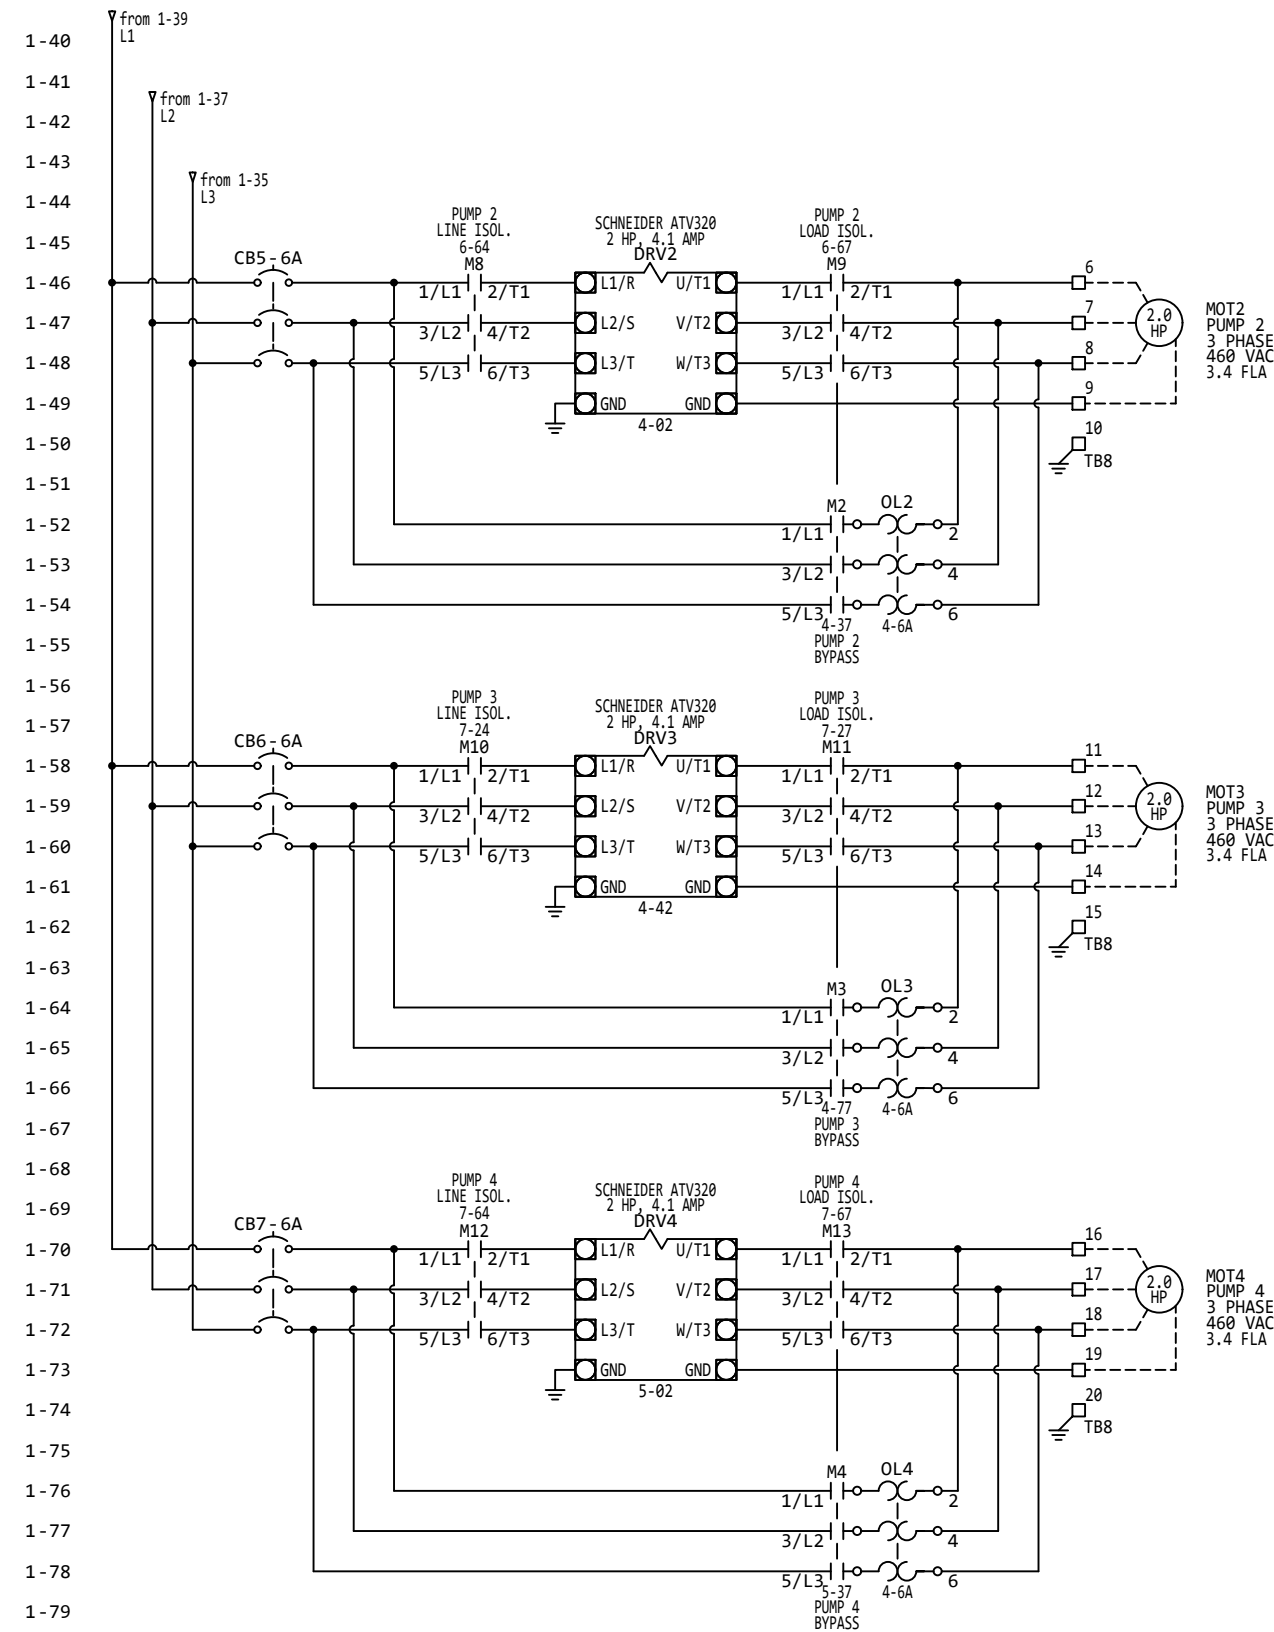 from 1-39
1-40
L1
1-41
from 1-37
1-42
L2
1-43
from 1-35
1-44
L3
PUMP 2
LINE ISOL.
6-64
M8
SCHNEIDER ATV320
2 HP, 4.1 AMP
DRV2
PUMP 2
LOAD ISOL.
6-67
M9
1-45
CB5-6A
1-46
1/L1
2/T1
L1/R
U/T1
1/L1
2/T1
6
1-47
3/L2
4/T2
L2/S
V/T2
3/L2
4/T2
7
2.0
HP
MOT2
PUMP 2
3 PHASE
460 VAC
3.4 FLA
1-48
5/L3
6/T3
L3/T
W/T3
5/L3
6/T3
8
1-49
GND
GND
9
4-02
1-50
10
TB8
1-51
1-52
M2
OL2
1/L1
2
1-53
3/L2
4
1-54
5/L3
6
4-37
PUMP 2
BYPASS
4-6A
1-55
1-56
PUMP 3
LINE ISOL.
7-24
M10
SCHNEIDER ATV320
2 HP, 4.1 AMP
DRV3
PUMP 3
LOAD ISOL.
7-27
M11
1-57
CB6-6A
1-58
1/L1
2/T1
L1/R
U/T1
1/L1
2/T1
11
1-59
3/L2
4/T2
L2/S
V/T2
3/L2
4/T2
12
2.0
HP
MOT3
PUMP 3
3 PHASE
460 VAC
3.4 FLA
1-60
5/L3
6/T3
L3/T
W/T3
5/L3
6/T3
13
1-61
GND
GND
14
4-42
1-62
15
TB8
1-63
1-64
M3
OL3
1/L1
2
1-65
3/L2
4
1-66
5/L3
6
4-77
PUMP 3
BYPASS
4-6A
1-67
1-68
PUMP 4
LINE ISOL.
7-64
M12
SCHNEIDER ATV320
2 HP, 4.1 AMP
DRV4
PUMP 4
LOAD ISOL.
7-67
M13
1-69
CB7-6A
1-70
1/L1
2/T1
L1/R
U/T1
1/L1
2/T1
16
1-71
3/L2
4/T2
L2/S
V/T2
3/L2
4/T2
17
2.0
HP
MOT4
PUMP 4
3 PHASE
460 VAC
3.4 FLA
1-72
5/L3
6/T3
L3/T
W/T3
5/L3
6/T3
18
1-73
GND
GND
19
5-02
1-74
20
TB8
1-75
1-76
M4
OL4
1/L1
2
1-77
3/L2
4
1-78
5/L3
6
5-37
PUMP 4
BYPASS
4-6A
1-79